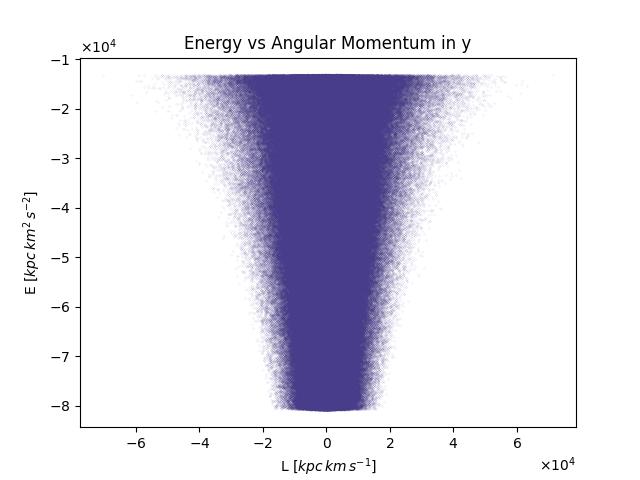 Energy vs Angular Momentum in y
×10⁴
−1
−2
−3
−4
−5
−6
−7
−8
E [kpc km² s⁻²]
−6 −4 −2 0 2 4 6
L [kpc km s⁻¹]
×10⁴